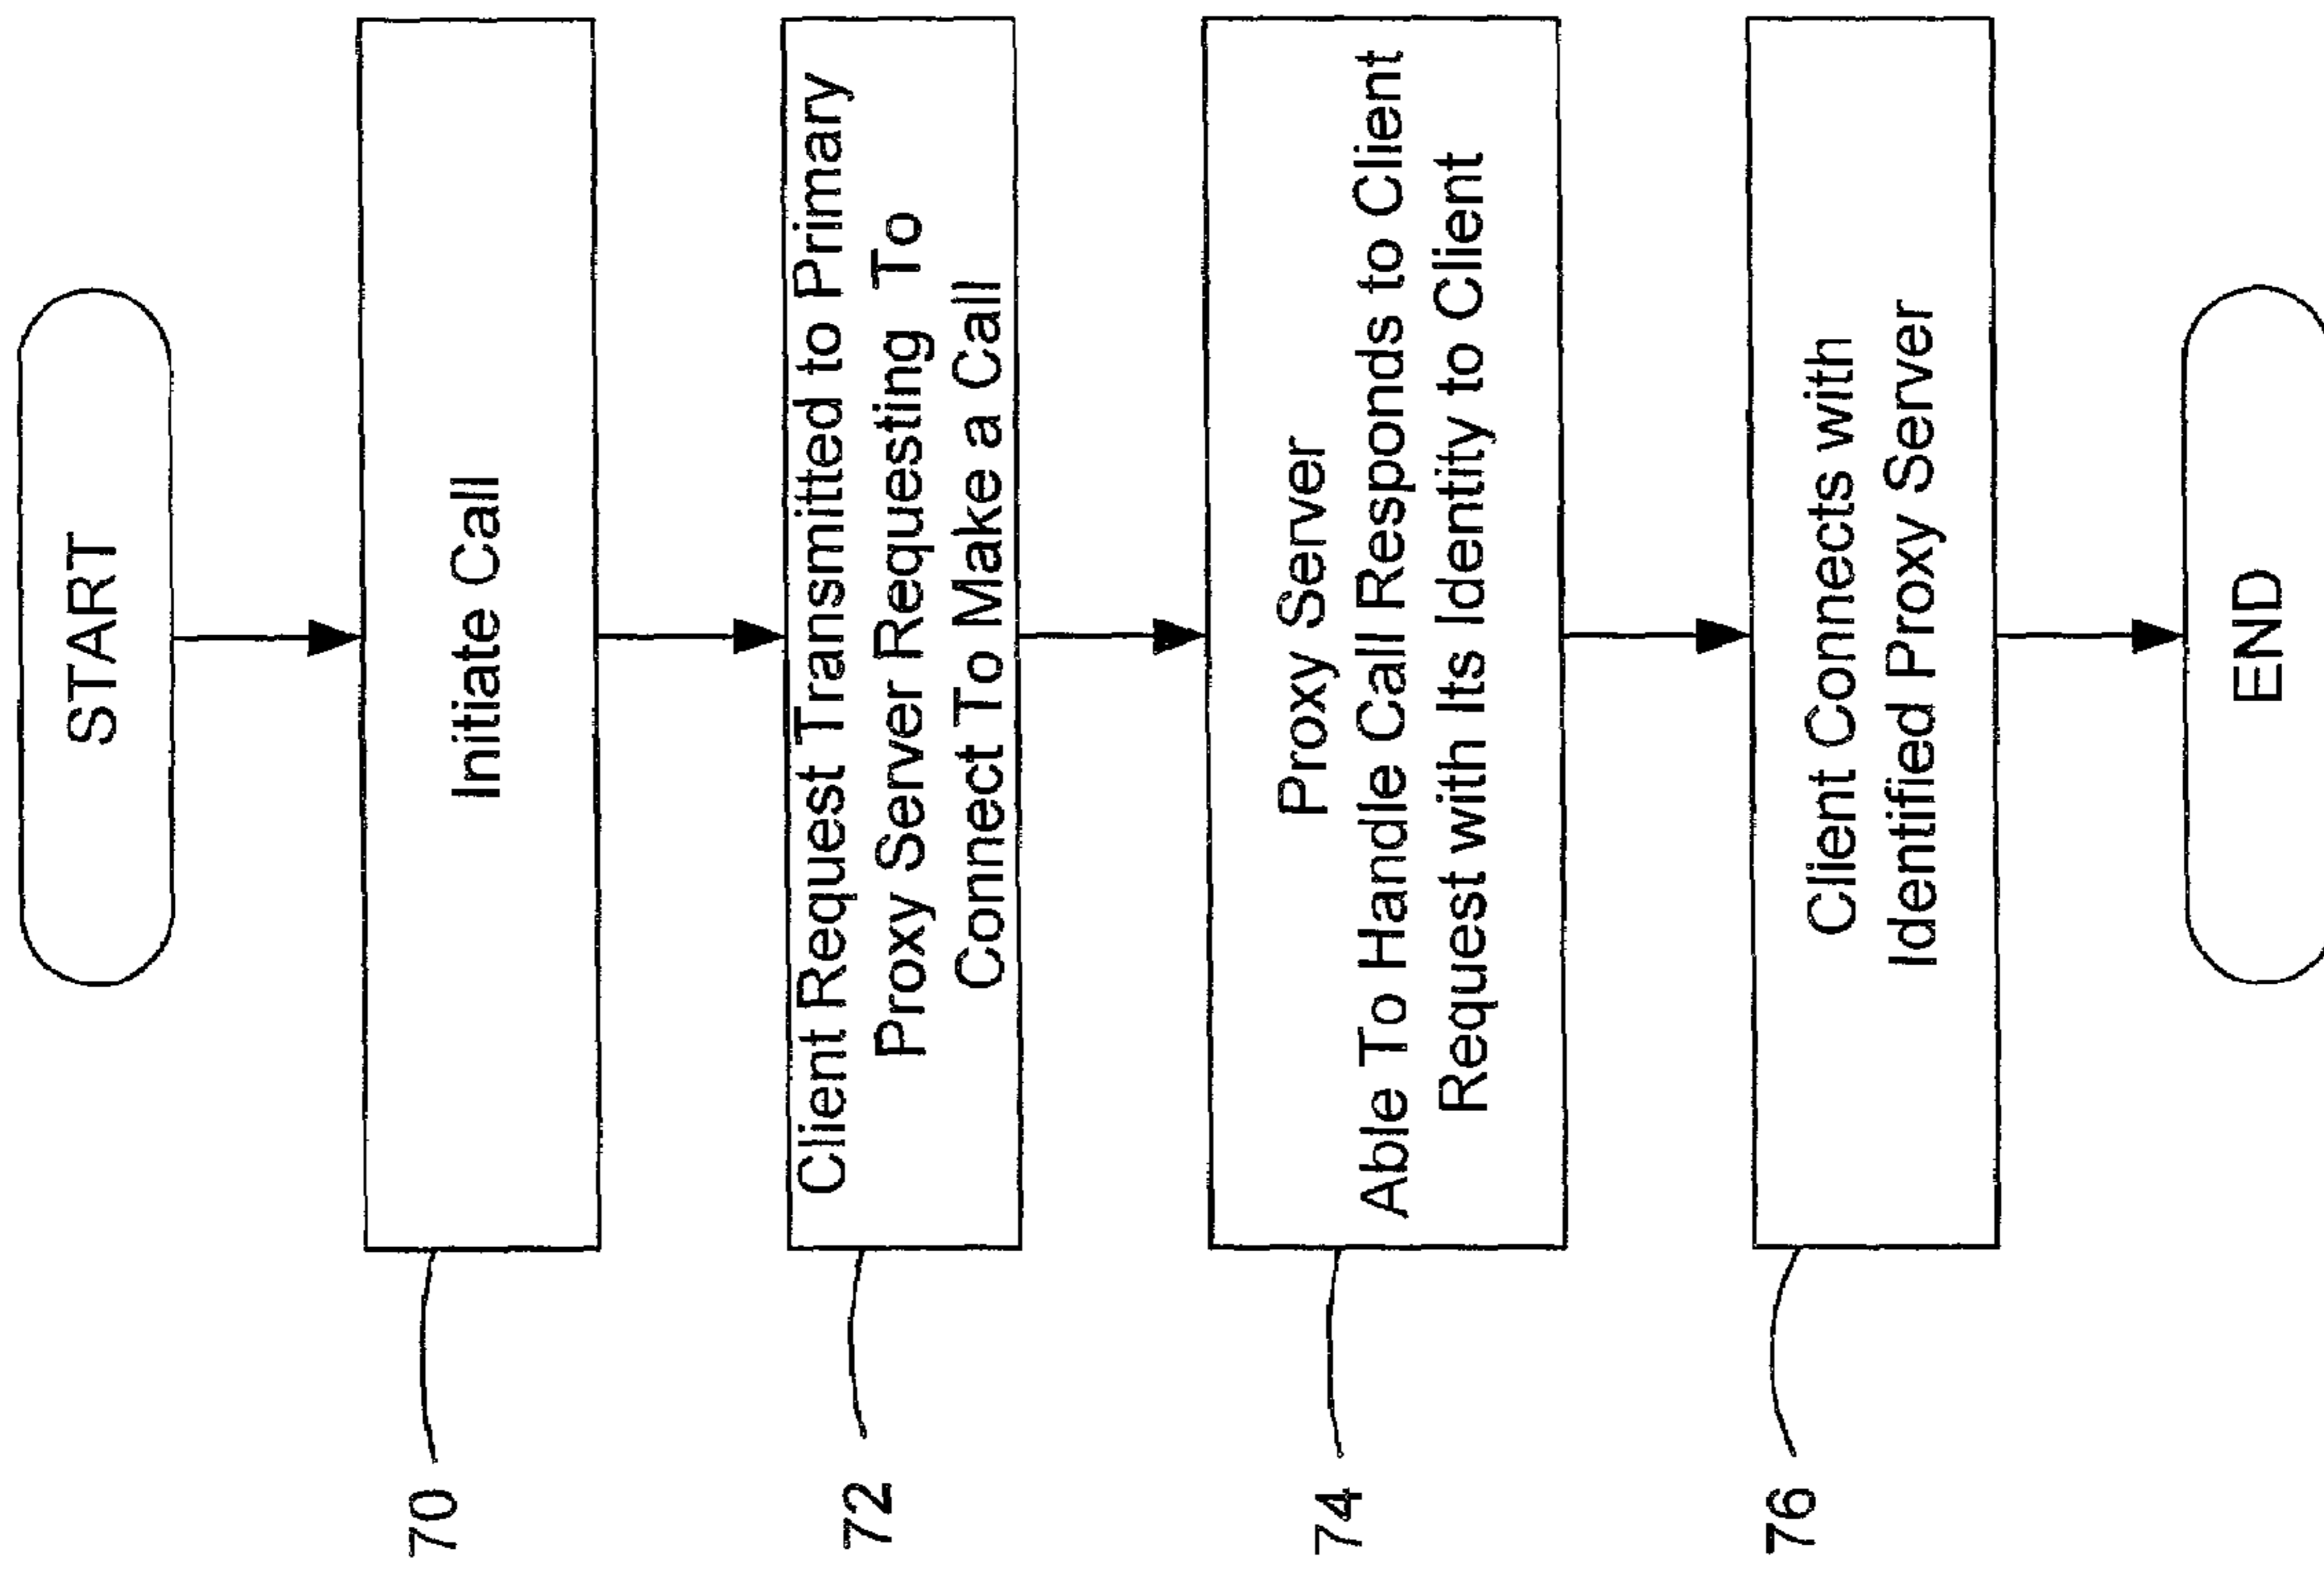 START
Initiate Call
70
Client Request Transmitted to Primary
Proxy Server Requesting To
Connect To Make a Call
72
Proxy Server
Able To Handle Call Responds to Client
Request with Its Identity to Client
74
Client Connects with
Identified Proxy Server
76
END